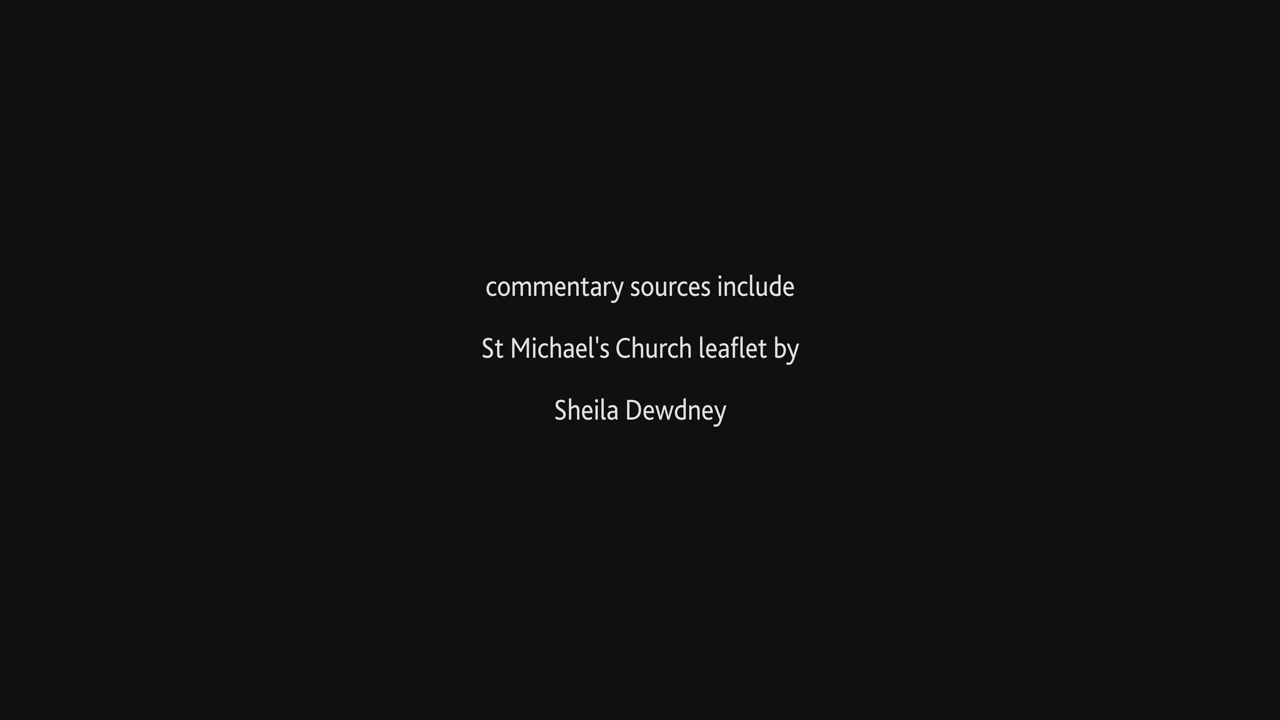 commentary sources include
St Michael's Church leaflet by
Sheila Dewdney